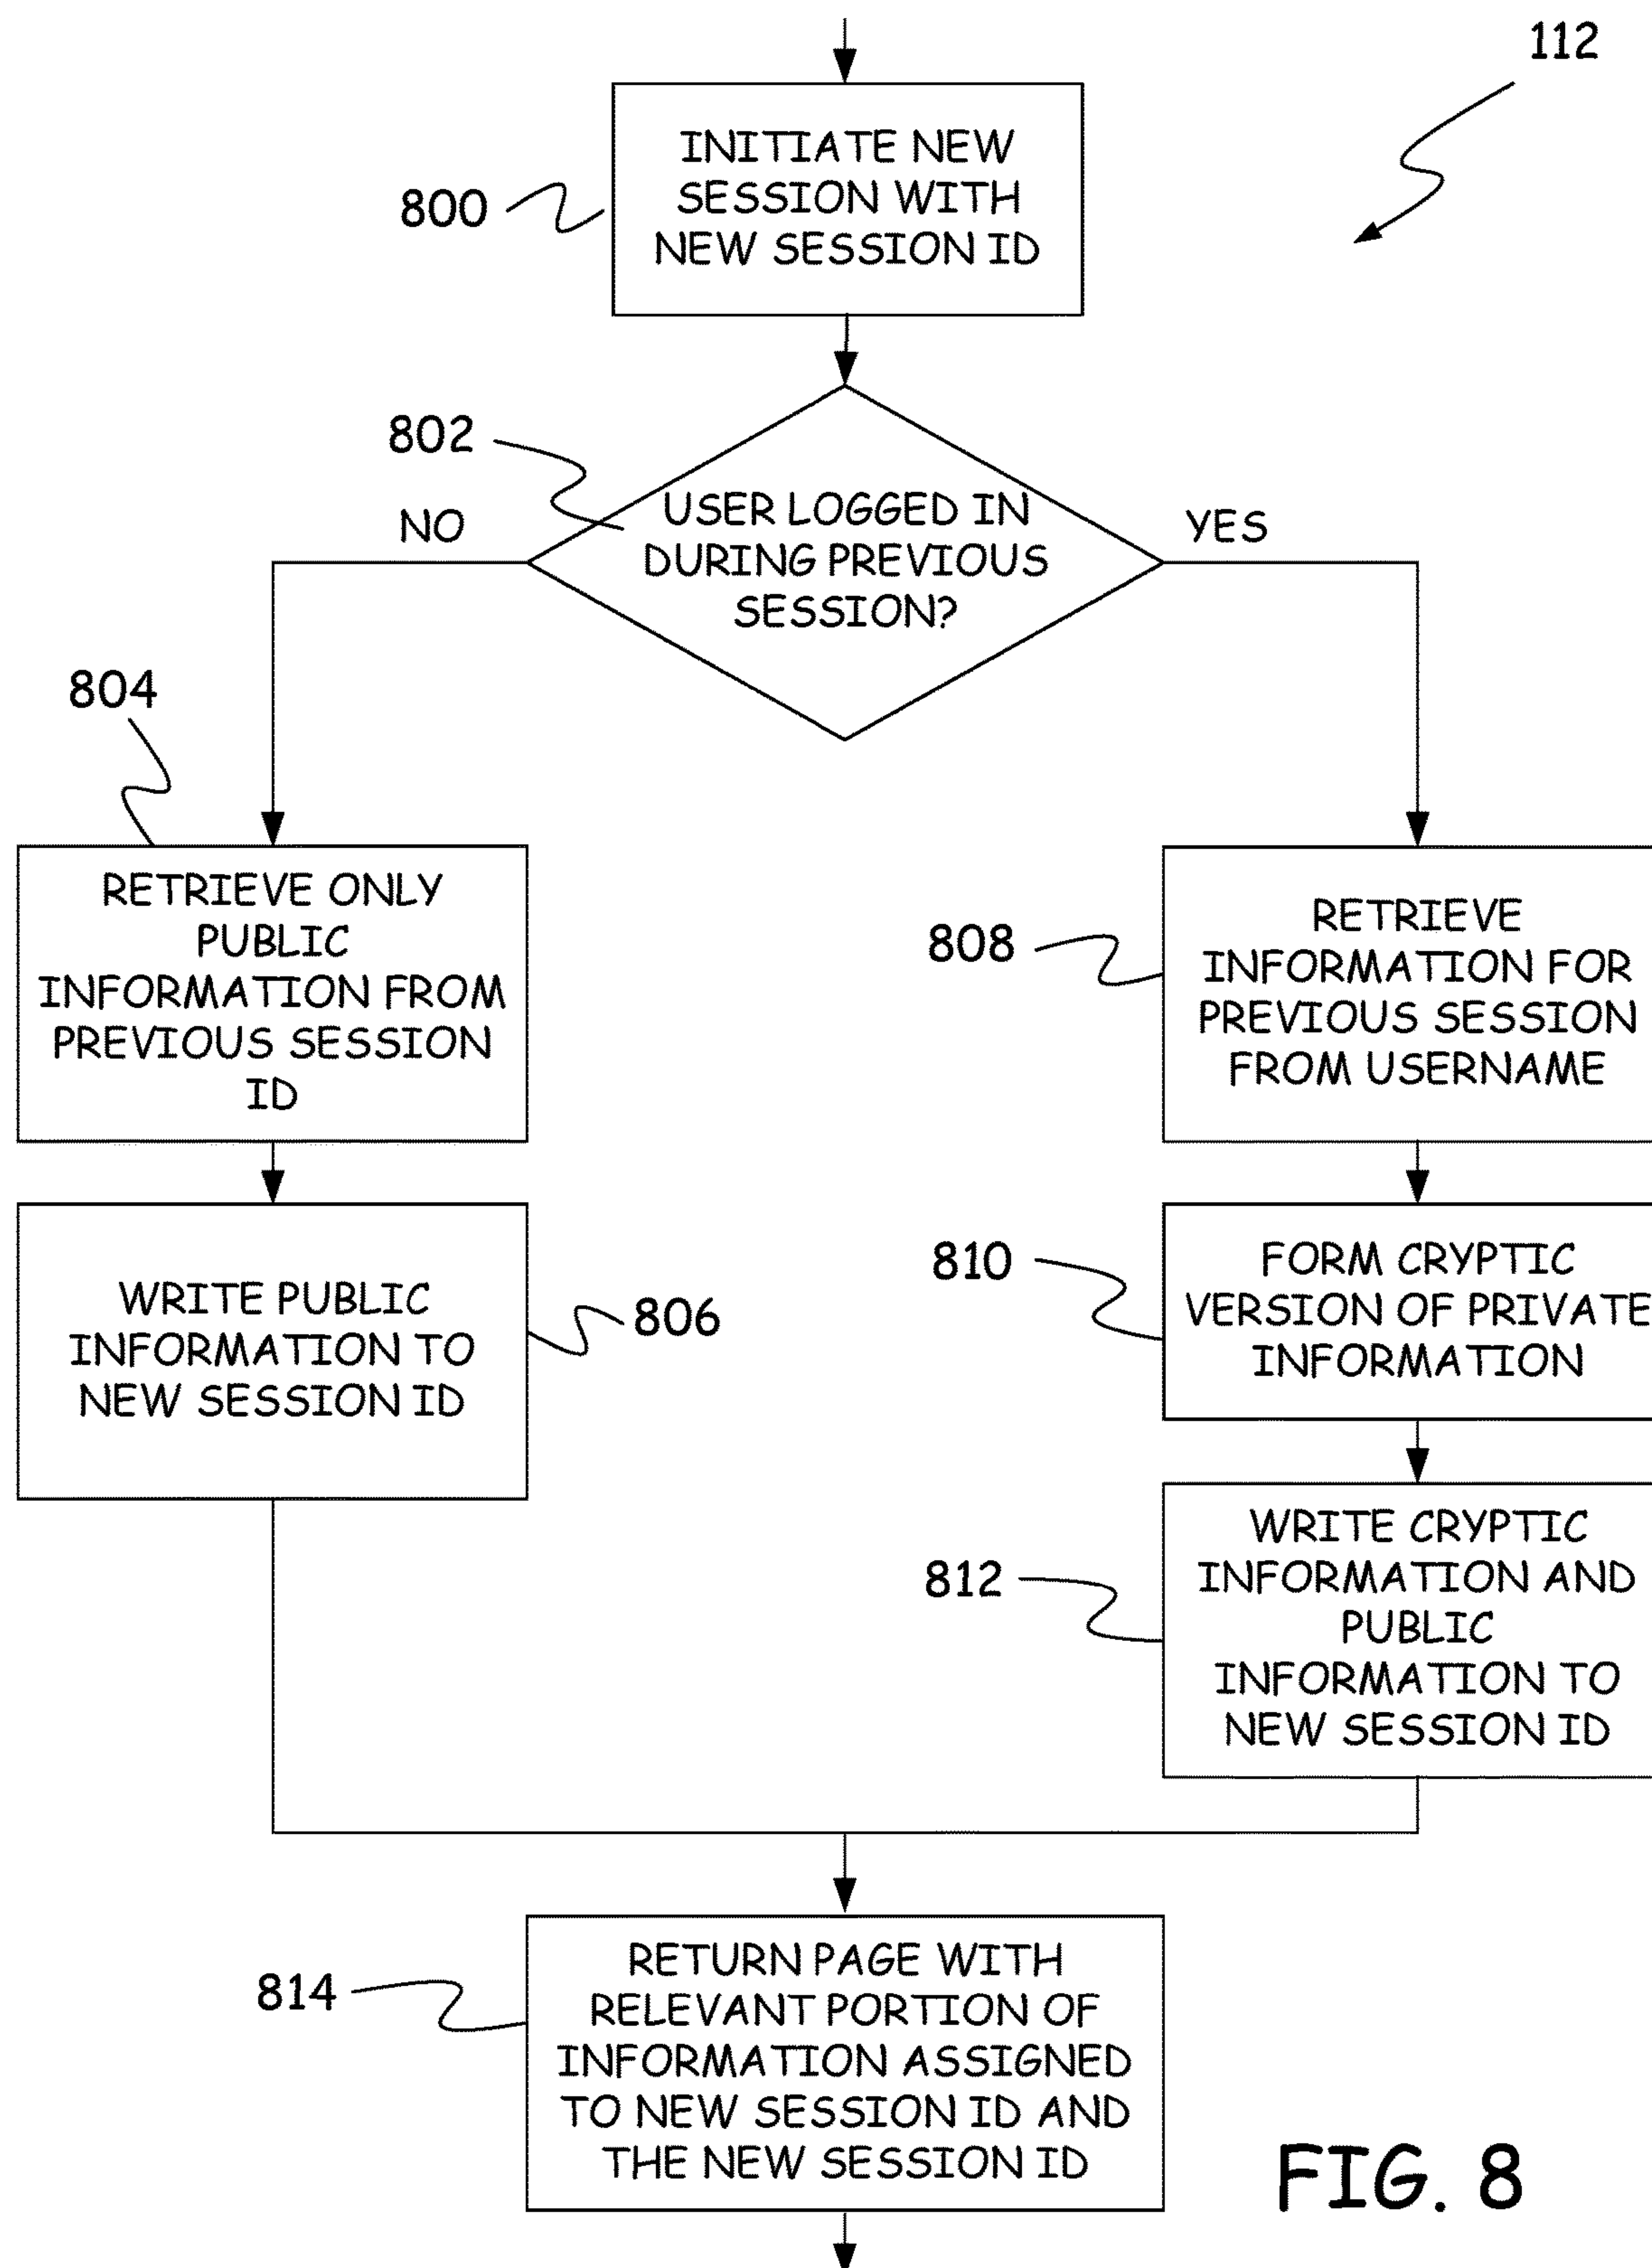 112
INITIATE NEW
SESSION WITH
NEW SESSION ID
800
802
NO
USER LOGGED IN
DURING PREVIOUS
SESSION?
YES
804
RETRIEVE ONLY
PUBLIC
INFORMATION FROM
PREVIOUS SESSION
ID
808
RETRIEVE
INFORMATION FOR
PREVIOUS SESSION
FROM USERNAME
WRITE PUBLIC
INFORMATION TO
NEW SESSION ID
806
810
FORM CRYPTIC
VERSION OF PRIVATE
INFORMATION
812
WRITE CRYPTIC
INFORMATION AND
PUBLIC
INFORMATION TO
NEW SESSION ID
814
RETURN PAGE WITH
RELEVANT PORTION OF
INFORMATION ASSIGNED
TO NEW SESSION ID AND
THE NEW SESSION ID
FIG. 8